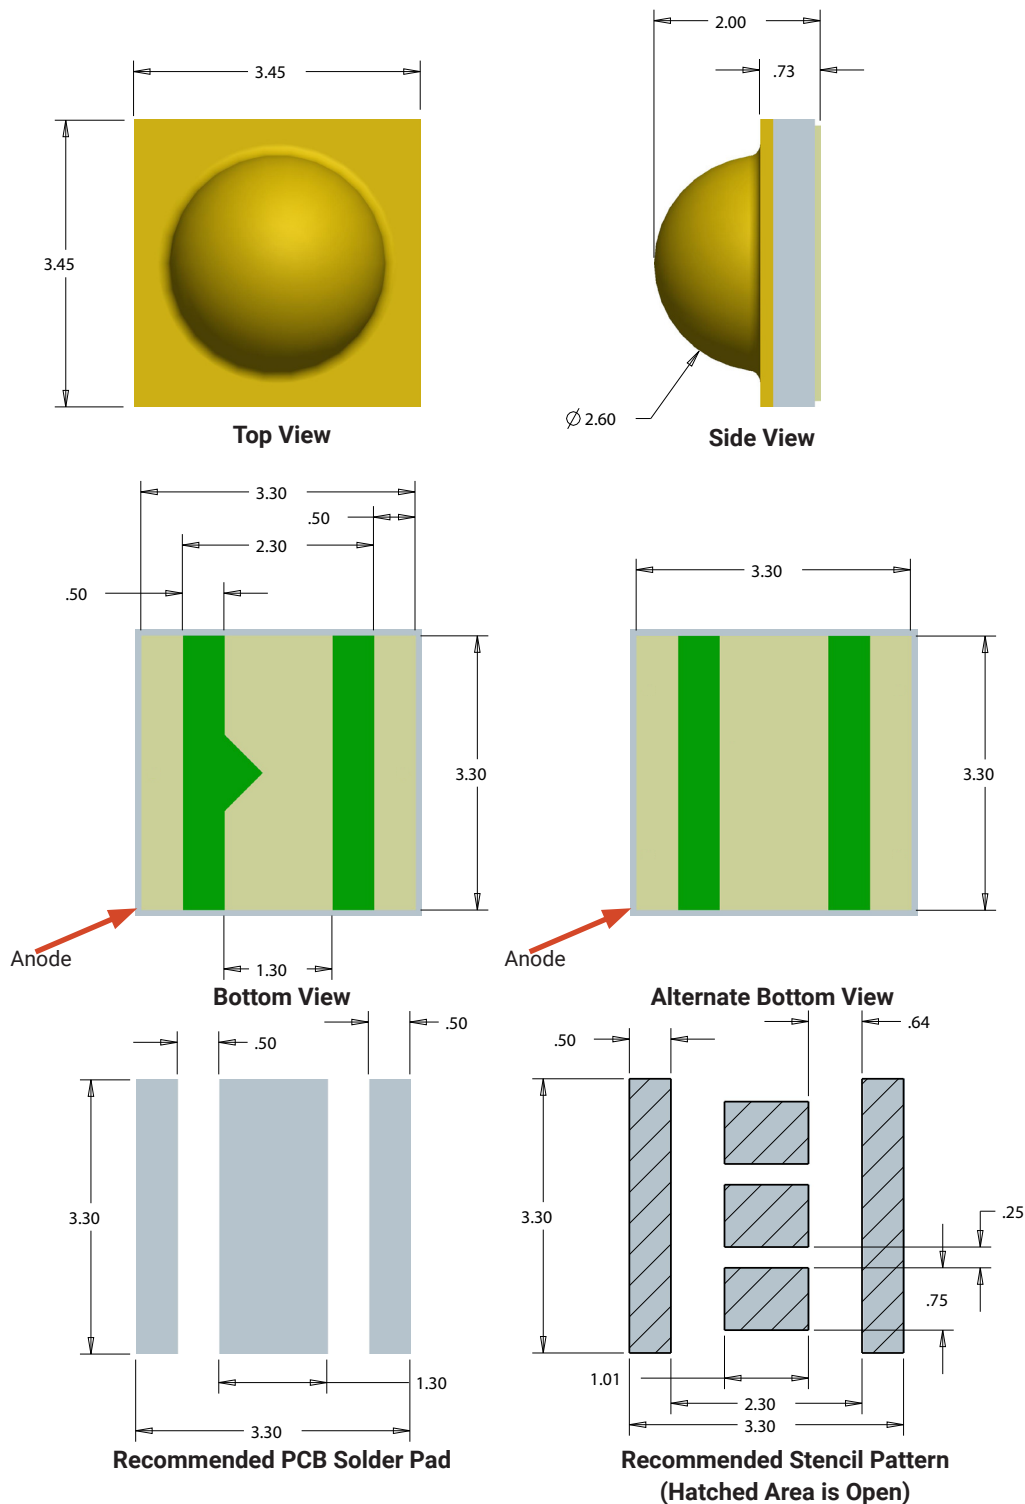 2.00
3.45
.73
3.45
⌀ 2.60
Top View
Side View
3.30
.50
2.30
.50
3.30
3.30
3.30
Anode
Anode
1.30
Bottom View
Alternate Bottom View
.50
.50
.50
.64
3.30
3.30
.25
.75
1.30
1.01
2.30
3.30
3.30
Recommended PCB Solder Pad
Recommended Stencil Pattern
(Hatched Area is Open)